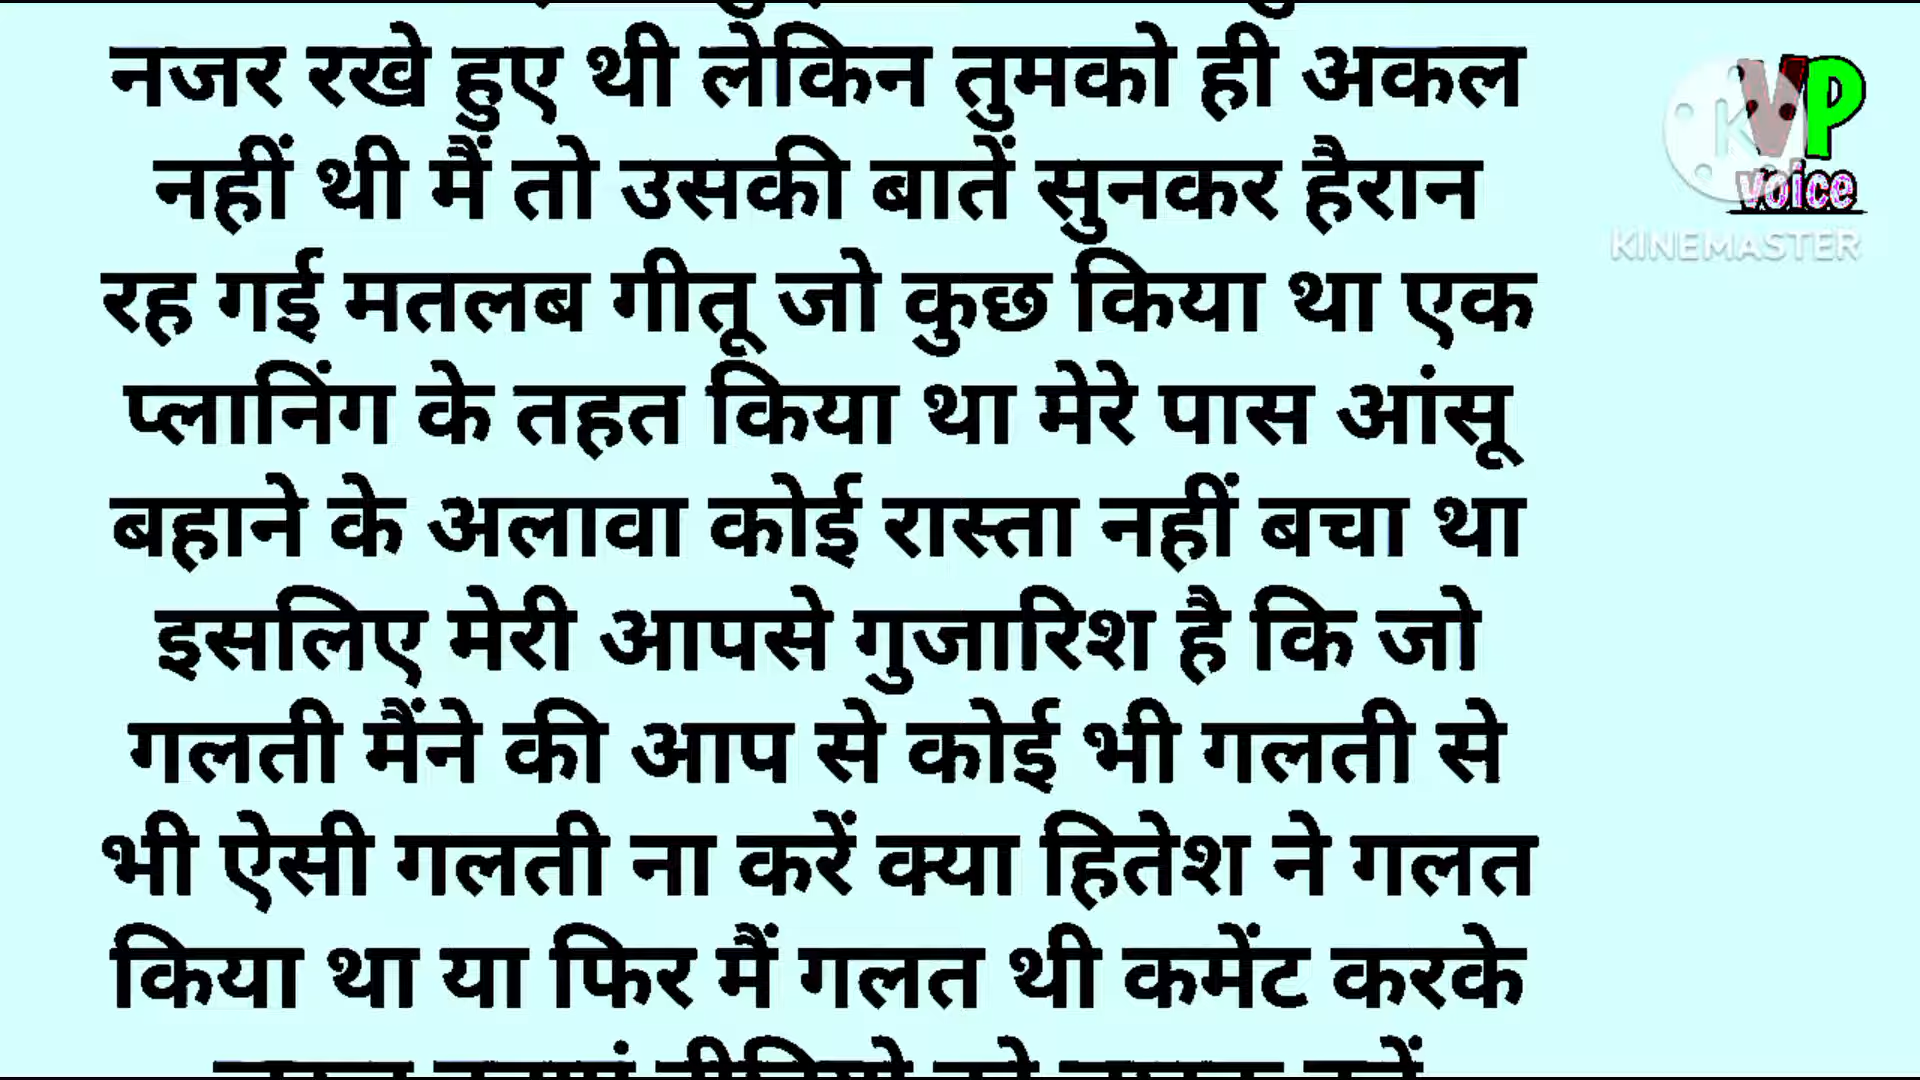 नजर रखे हुए थी लेकिन तुमको ही अकल
नहीं थी मैं तो उसकी बातें सुनकर हैरान
रह गई मतलब गीतू जो कुछ किया था एक
प्लानिंग के तहत किया था मेरे पास आंसू
बहाने के अलावा कोई रास्ता नहीं बचा था
इसलिए मेरी आपसे गुजारिश है कि जो
गलती मैंने की आप से कोई भी गलती से
भी ऐसी गलती ना करें क्या हितेश ने गलत
किया था या फिर मैं गलत थी कमेंट करके
VP
voice
KINEMASTER